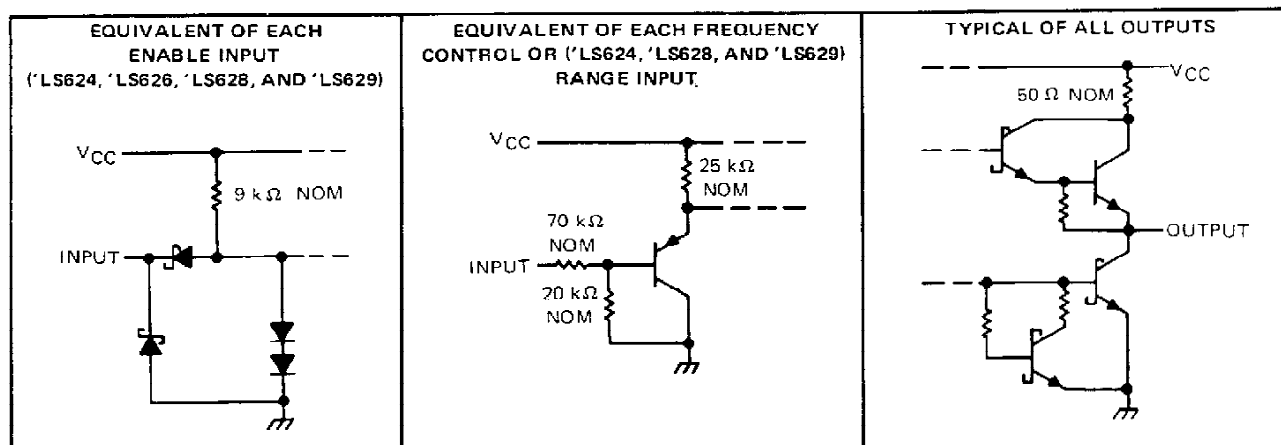 EQUIVALENT OF EACH
ENABLE INPUT
('LS624, 'LS626, 'LS628, AND 'LS629)
VCC
9 kΩ NOM
INPUT
EQUIVALENT OF EACH FREQUENCY
CONTROL OR ('LS624, 'LS628, AND 'LS629)
RANGE INPUT
VCC
25 kΩ
NOM
70 kΩ
NOM
INPUT
20 kΩ
NOM
TYPICAL OF ALL OUTPUTS
VCC
50 Ω NOM
OUTPUT